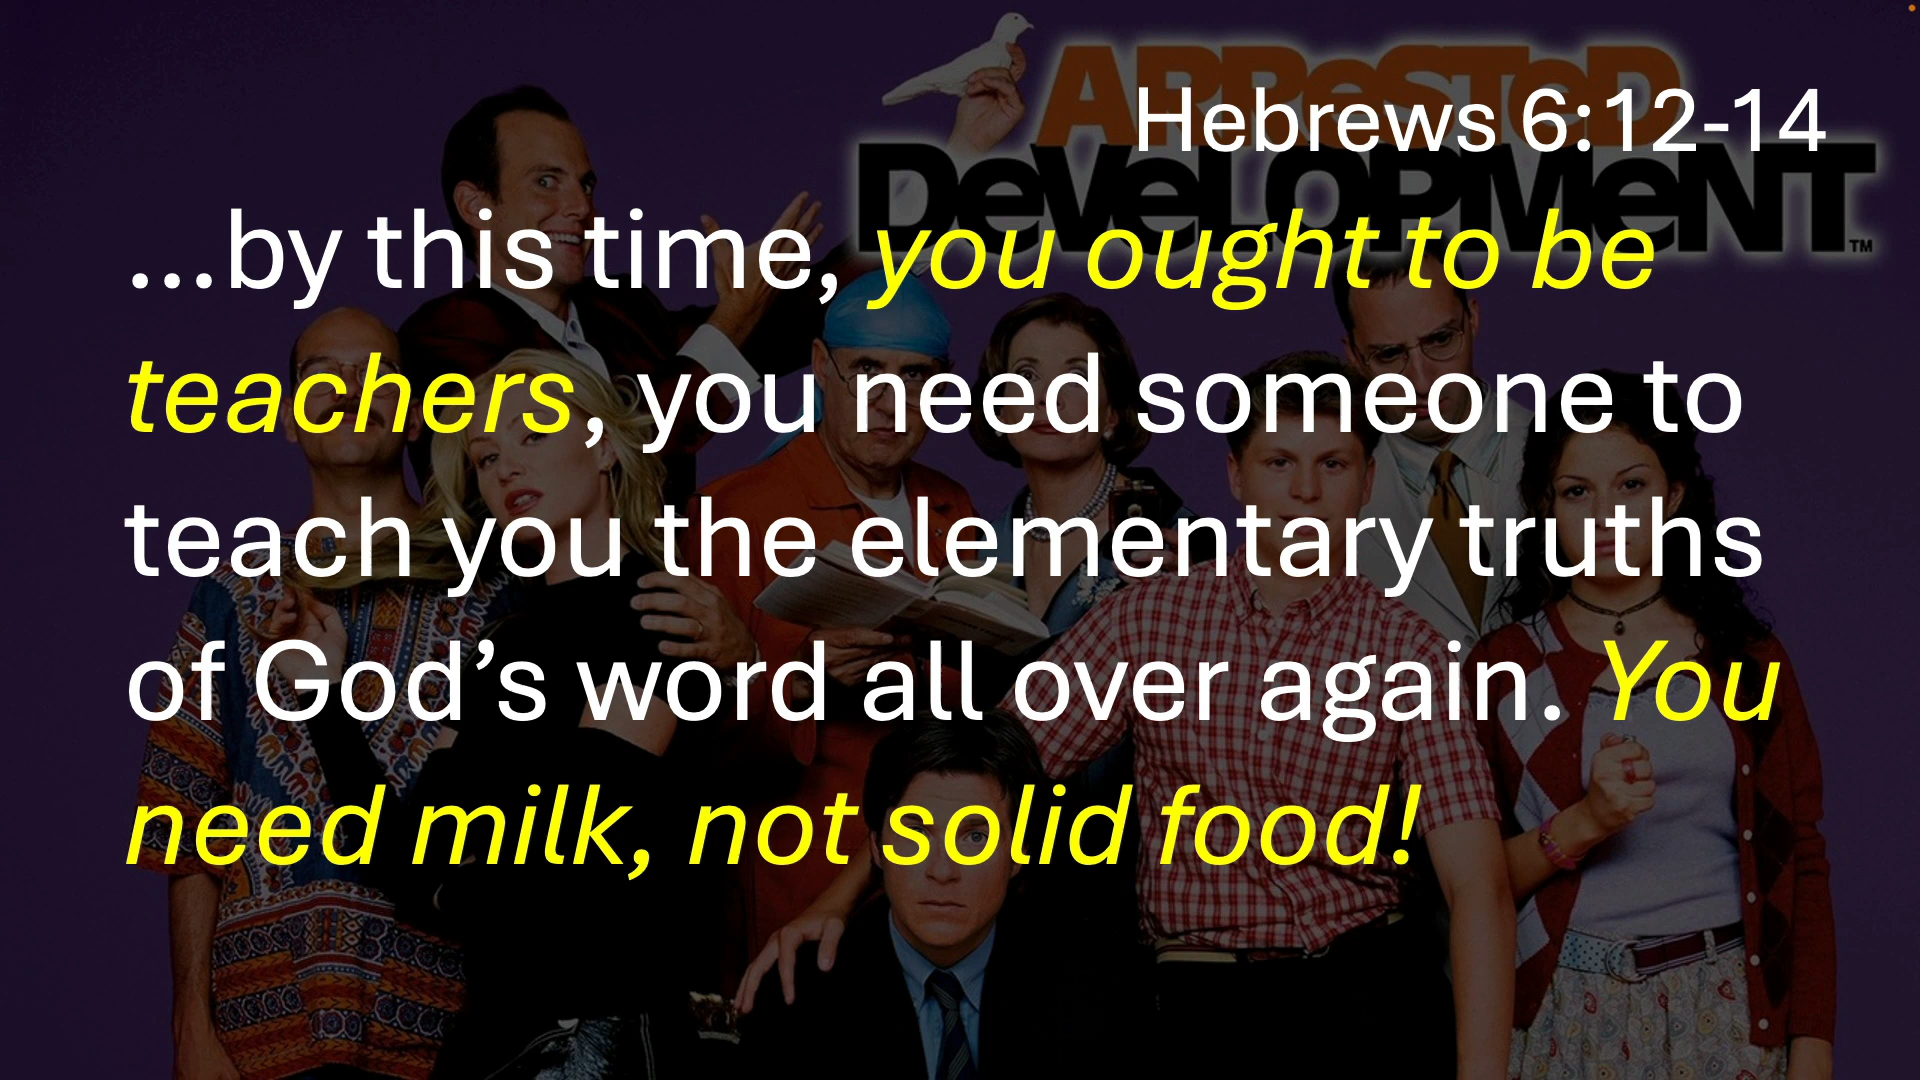 ARReSTeD
DeVeLOPMeNT™
Hebrews 6:12-14
...by this time, you ought to be
teachers, you need someone to
teach you the elementary truths
of God’s word all over again. You
need milk, not solid food!